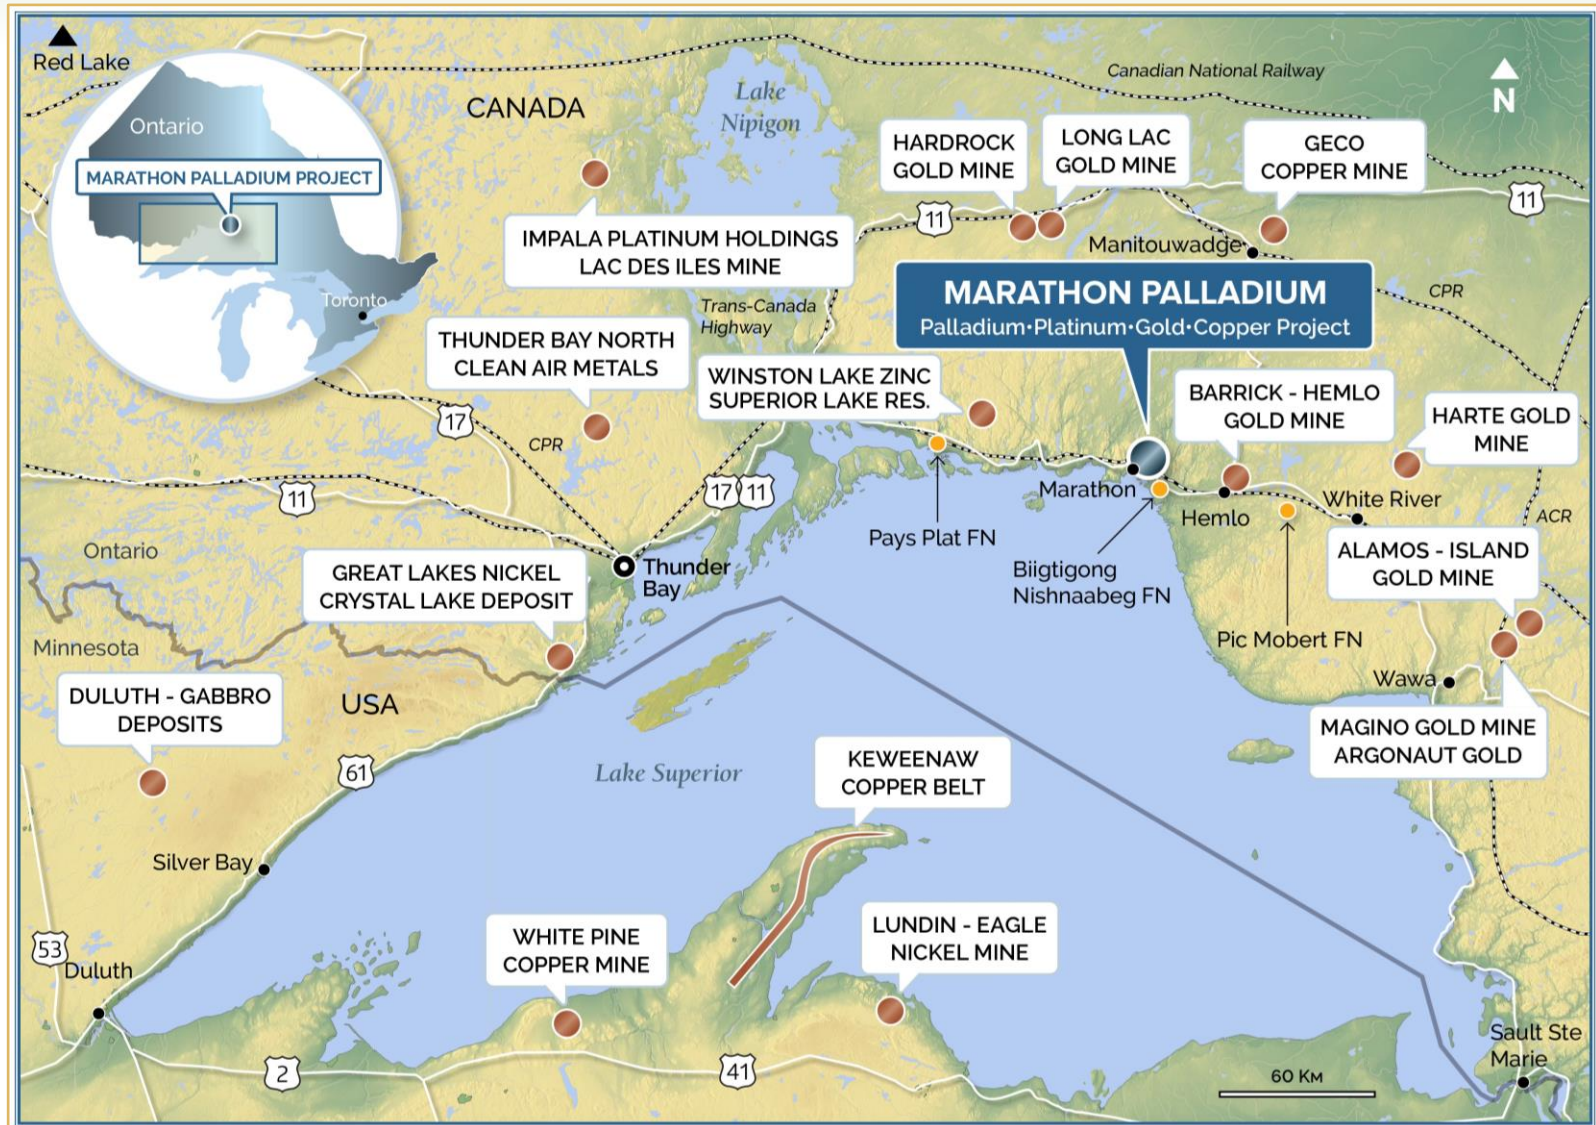 Red Lake
Ontario
MARATHON PALLADIUM PROJECT
Toronto
CANADA
Lake
Nipigon
Canadian National Railway
N
HARDROCK
GOLD MINE
LONG LAC
GOLD MINE
GECO
COPPER MINE
11
11
Manitouwadge
IMPALA PLATINUM HOLDINGS
LAC DES ILES MINE
MARATHON PALLADIUM
Palladium•Platinum•Gold•Copper Project
CPR
Trans-Canada
Highway
THUNDER BAY NORTH
CLEAN AIR METALS
WINSTON LAKE ZINC
SUPERIOR LAKE RES.
BARRICK - HEMLO
GOLD MINE
HARTE GOLD
MINE
17
CPR
11
17
11
Marathon
Hemlo
White River
ACR
Pays Plat FN
Biigtigong
Nishnaabeg FN
Pic Mobert FN
ALAMOS - ISLAND
GOLD MINE
Ontario
Minnesota
GREAT LAKES NICKEL
CRYSTAL LAKE DEPOSIT
Thunder
Bay
Wawa
DULUTH - GABBRO
DEPOSITS
USA
MAGINO GOLD MINE
ARGONAUT GOLD
61
Lake Superior
KEWEENAW
COPPER BELT
Silver Bay
WHITE PINE
COPPER MINE
LUNDIN - EAGLE
NICKEL MINE
53
Duluth
2
41
60 KM
Sault Ste
Marie